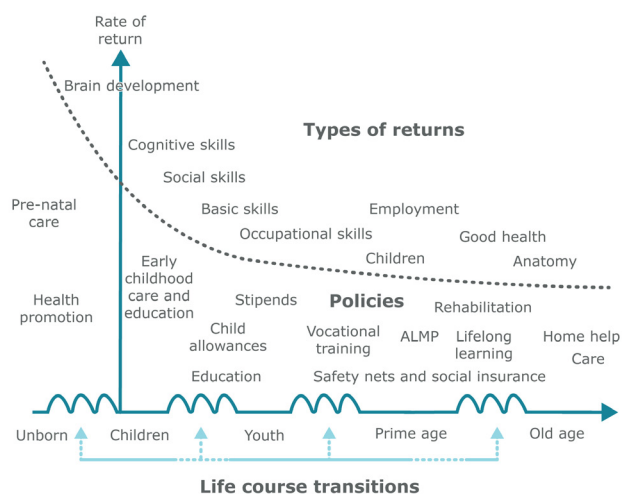 Rate of
return
Brain development
Types of returns
Cognitive skills
Social skills
Pre-natal
care
Basic skills
Employment
Occupational skills
Good health
Children
Anatomy
Early
childhood
care and
education
Health
promotion
Stipends
Policies
Rehabilitation
Child
allowances
Vocational
training
ALMP
Lifelong
learning
Home help
Care
Education
Safety nets and social insurance
Unborn
Children
Youth
Prime age
Old age
Life course transitions